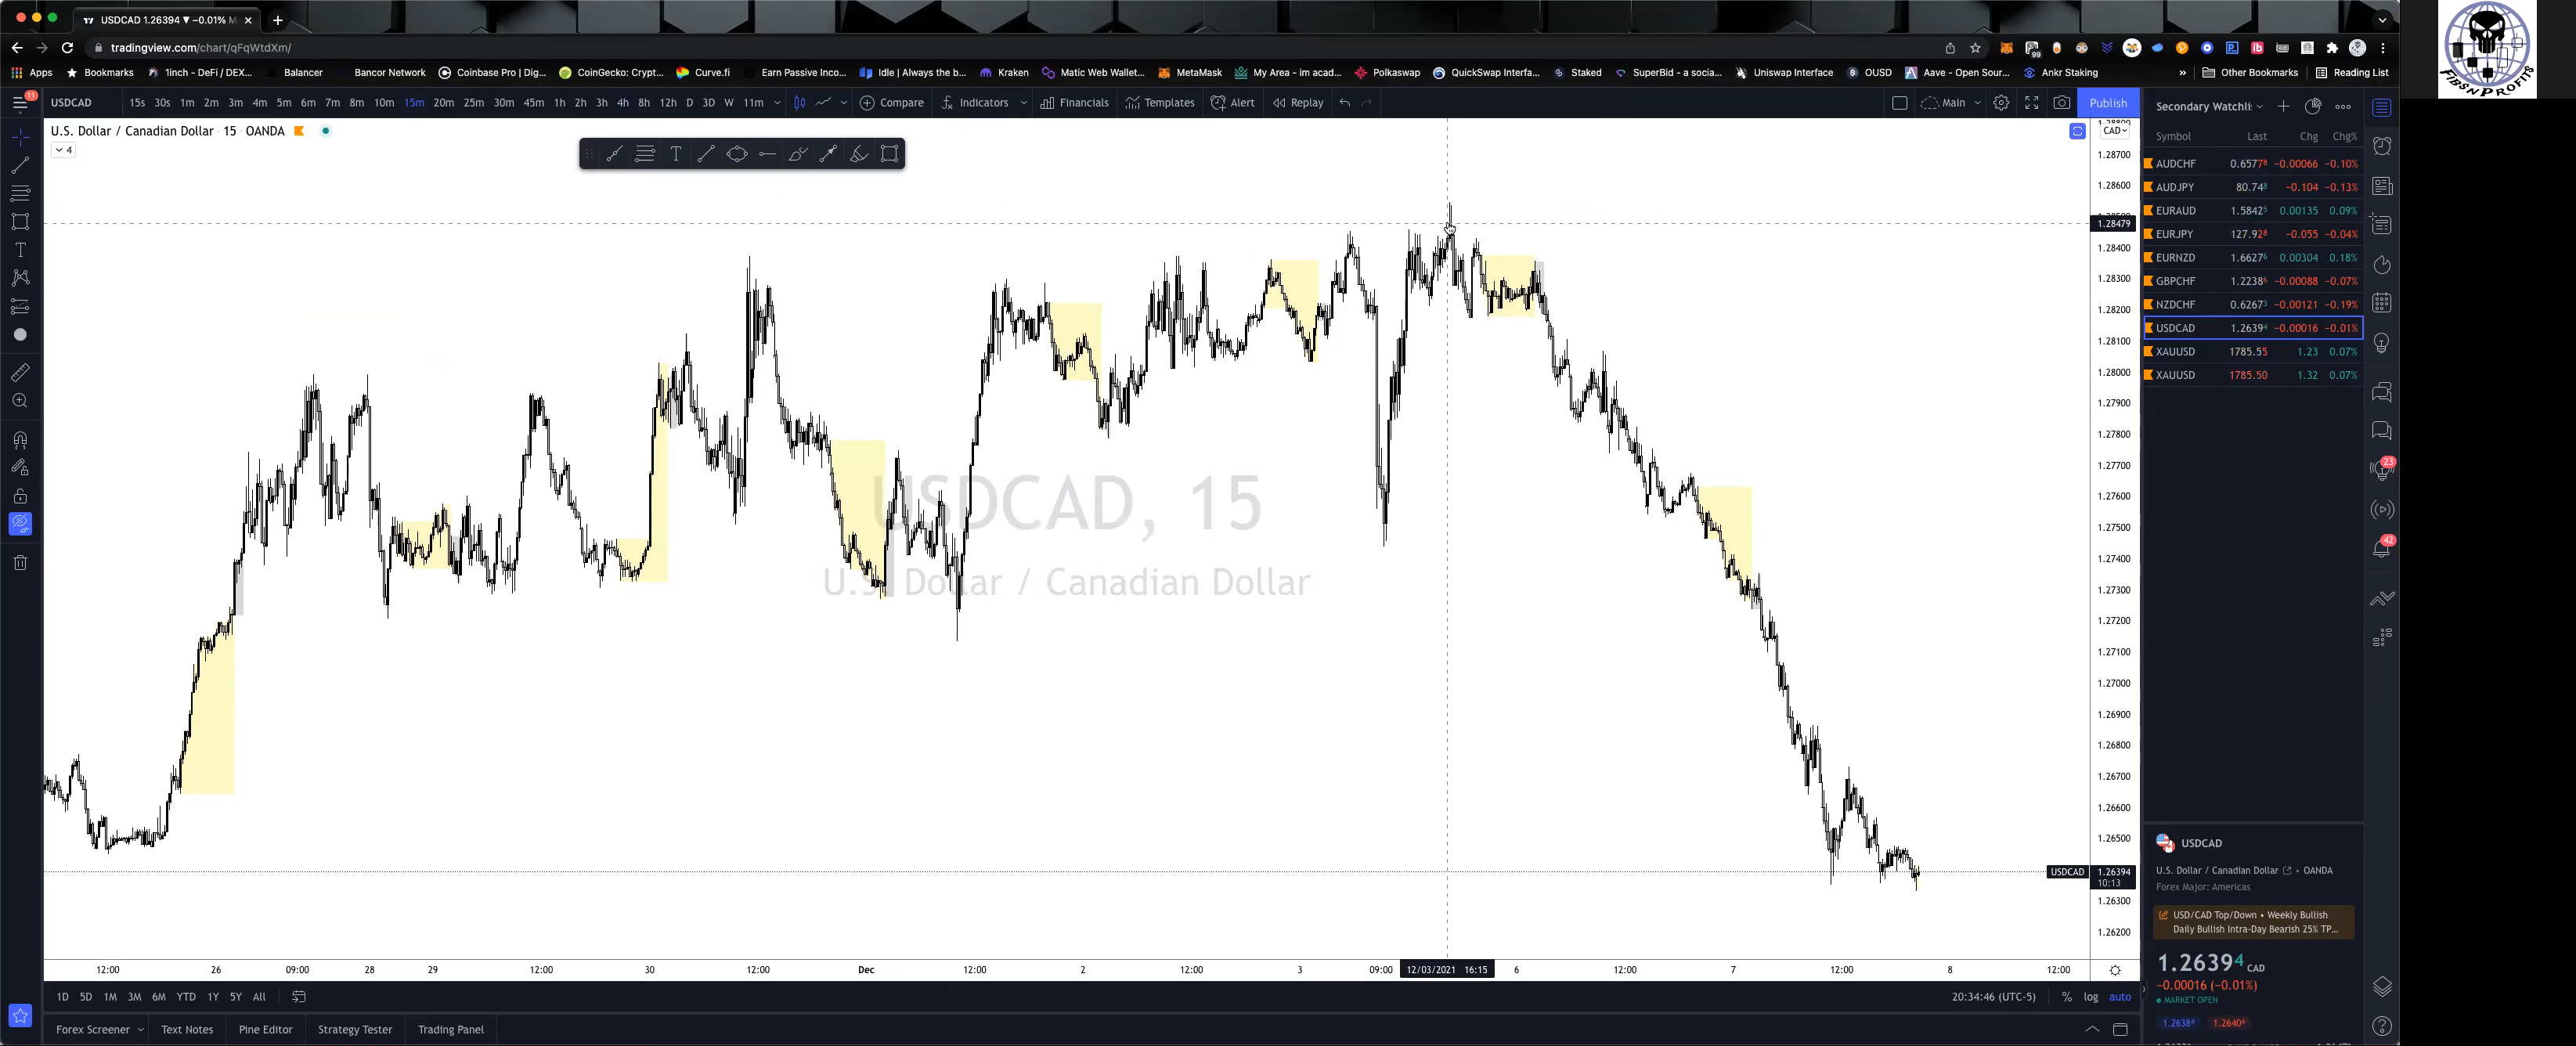 USDCAD 1.26394 ▼ −0.01% M
tradingview.com/chart/qFqWtdXm/
Apps Bookmarks 1inch - DeFi / DEX... Balancer Bancor Network Coinbase Pro | Dig... CoinGecko: Crypt... Curve.fi Earn Passive Inco... Idle | Always the b... Kraken Matic Web Wallet... MetaMask My Area - im acad... Polkaswap QuickSwap Interfa... Staked SuperBid - a socia... Uniswap Interface OUSD Aave - Open Sour... Ankr Staking » Other Bookmarks Reading List
11 USDCAD 15s 30s 1m 2m 3m 4m 5m 6m 7m 8m 10m 15m 20m 25m 30m 45m 1h 2h 3h 4h 8h 12h D 3D W 11m Compare Indicators Financials Templates Alert Replay Main Publish
U.S. Dollar / Canadian Dollar · 15 · OANDA
4
USDCAD, 15
U.S. Dollar / Canadian Dollar
CAD
1.28700
1.28600
1.28479
1.28400
1.28300
1.28200
1.28100
1.28000
1.27900
1.27800
1.27700
1.27600
1.27500
1.27400
1.27300
1.27200
1.27100
1.27000
1.26900
1.26800
1.26700
1.26600
1.26500
USDCAD 1.26394
10:13
1.26300
1.26200
12:00 26 09:00 28 29 12:00 30 12:00 Dec 12:00 2 12:00 3 09:00 12/03/2021 16:15 6 12:00 7 12:00 8 12:00
1D 5D 1M 3M 6M YTD 1Y 5Y All
20:34:46 (UTC-5) % log auto
Forex Screener Text Notes Pine Editor Strategy Tester Trading Panel
Secondary Watchli:
Symbol Last Chg Chg%
AUDCHF 0.65778 −0.00066 −0.10%
AUDJPY 80.748 −0.104 −0.13%
EURAUD 1.58425 0.00135 0.09%
EURJPY 127.928 −0.055 −0.04%
EURNZD 1.66276 0.00304 0.18%
GBPCHF 1.22386 −0.00088 −0.07%
NZDCHF 0.62673 −0.00121 −0.19%
USDCAD 1.26394 −0.00016 −0.01%
XAUUSD 1785.55 1.23 0.07%
XAUUSD 1785.50 1.32 0.07%
23
42
USDCAD
U.S. Dollar / Canadian Dollar • OANDA
Forex Major: Americas
USD/CAD Top/Down • Weekly Bullish
Daily Bullish Intra-Day Bearish 25% TP...
1.26394 CAD
−0.00016 (−0.01%)
MARKET OPEN
1.26384 1.26404
FIBSNPROFITS